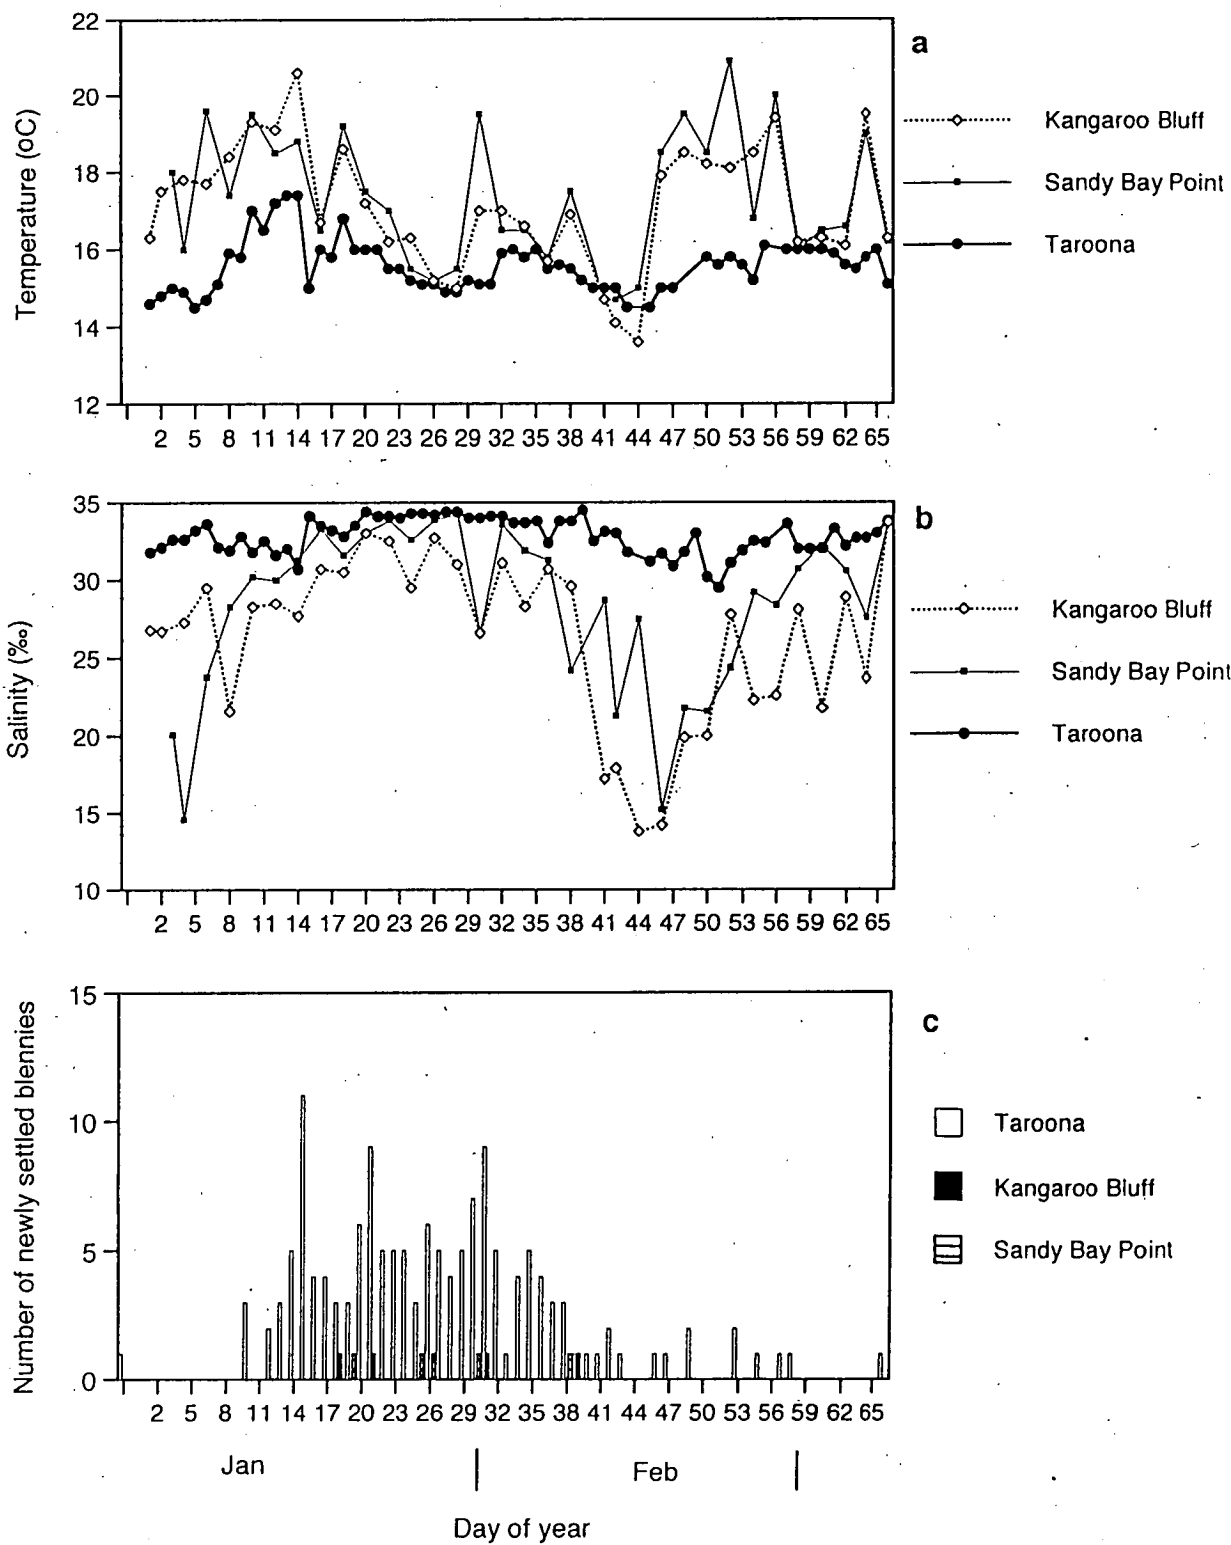 22
20
18
16
14
12
Temperature (oC)
2 5 8 11 14 17 20 23 26 29 32 35 38 41 44 47 50 53 56 59 62 65
a
Kangaroo Bluff
Sandy Bay Point
Taroona
35
30
25
20
15
10
Salinity (‰)
2 5 8 11 14 17 20 23 26 29 32 35 38 41 44 47 50 53 56 59 62 65
b
Kangaroo Bluff
Sandy Bay Point
Taroona
15
10
5
0
Number of newly settled blennies
2 5 8 11 14 17 20 23 26 29 32 35 38 41 44 47 50 53 56 59 62 65
c
Taroona
Kangaroo Bluff
Sandy Bay Point
Jan Feb
Day of year